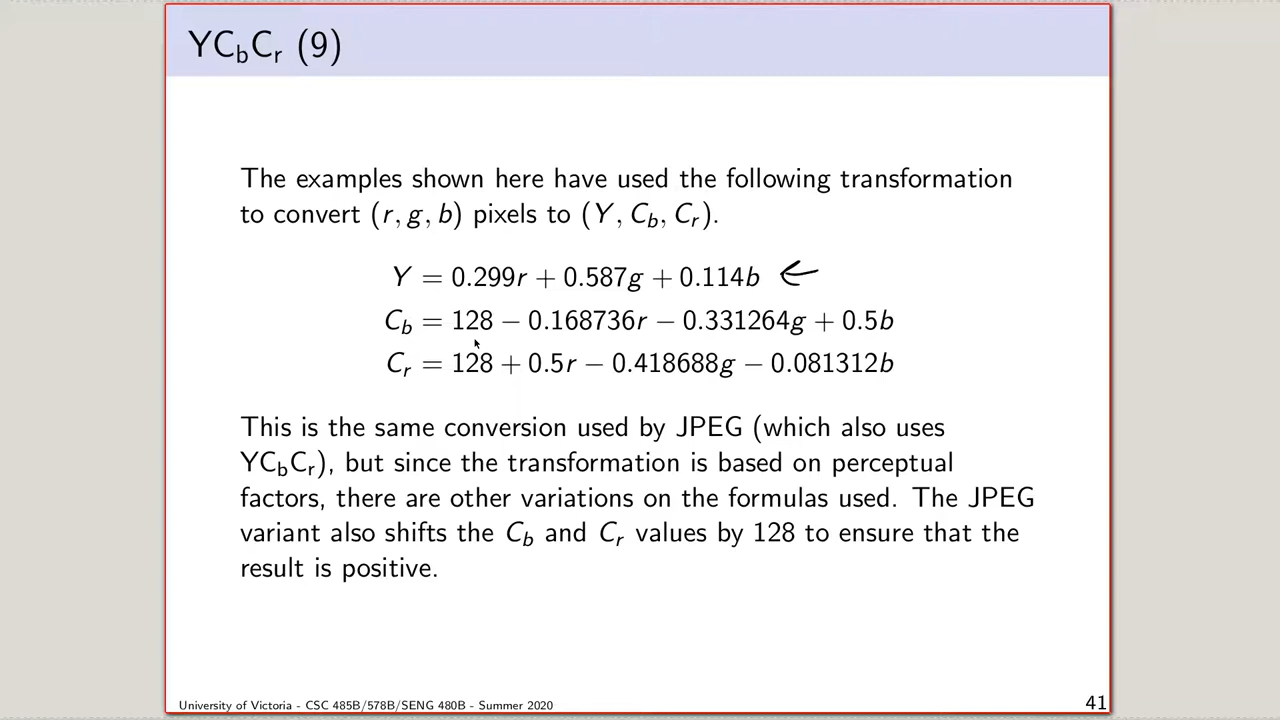 YCbCr (9)
The examples shown here have used the following transformation
to convert (r, g, b) pixels to (Y, Cb, Cr).
Y = 0.299r + 0.587g + 0.114b
Cb = 128 − 0.168736r − 0.331264g + 0.5b
Cr = 128 + 0.5r − 0.418688g − 0.081312b
This is the same conversion used by JPEG (which also uses
YCbCr), but since the transformation is based on perceptual
factors, there are other variations on the formulas used. The JPEG
variant also shifts the Cb and Cr values by 128 to ensure that the
result is positive.
University of Victoria - CSC 485B/578B/SENG 480B - Summer 2020
41